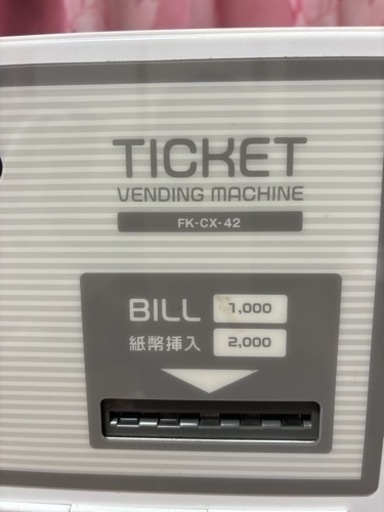 TICKET
VENDING MACHINE
FK-CX-42
BILL 1,000
紙幣挿入 2,000